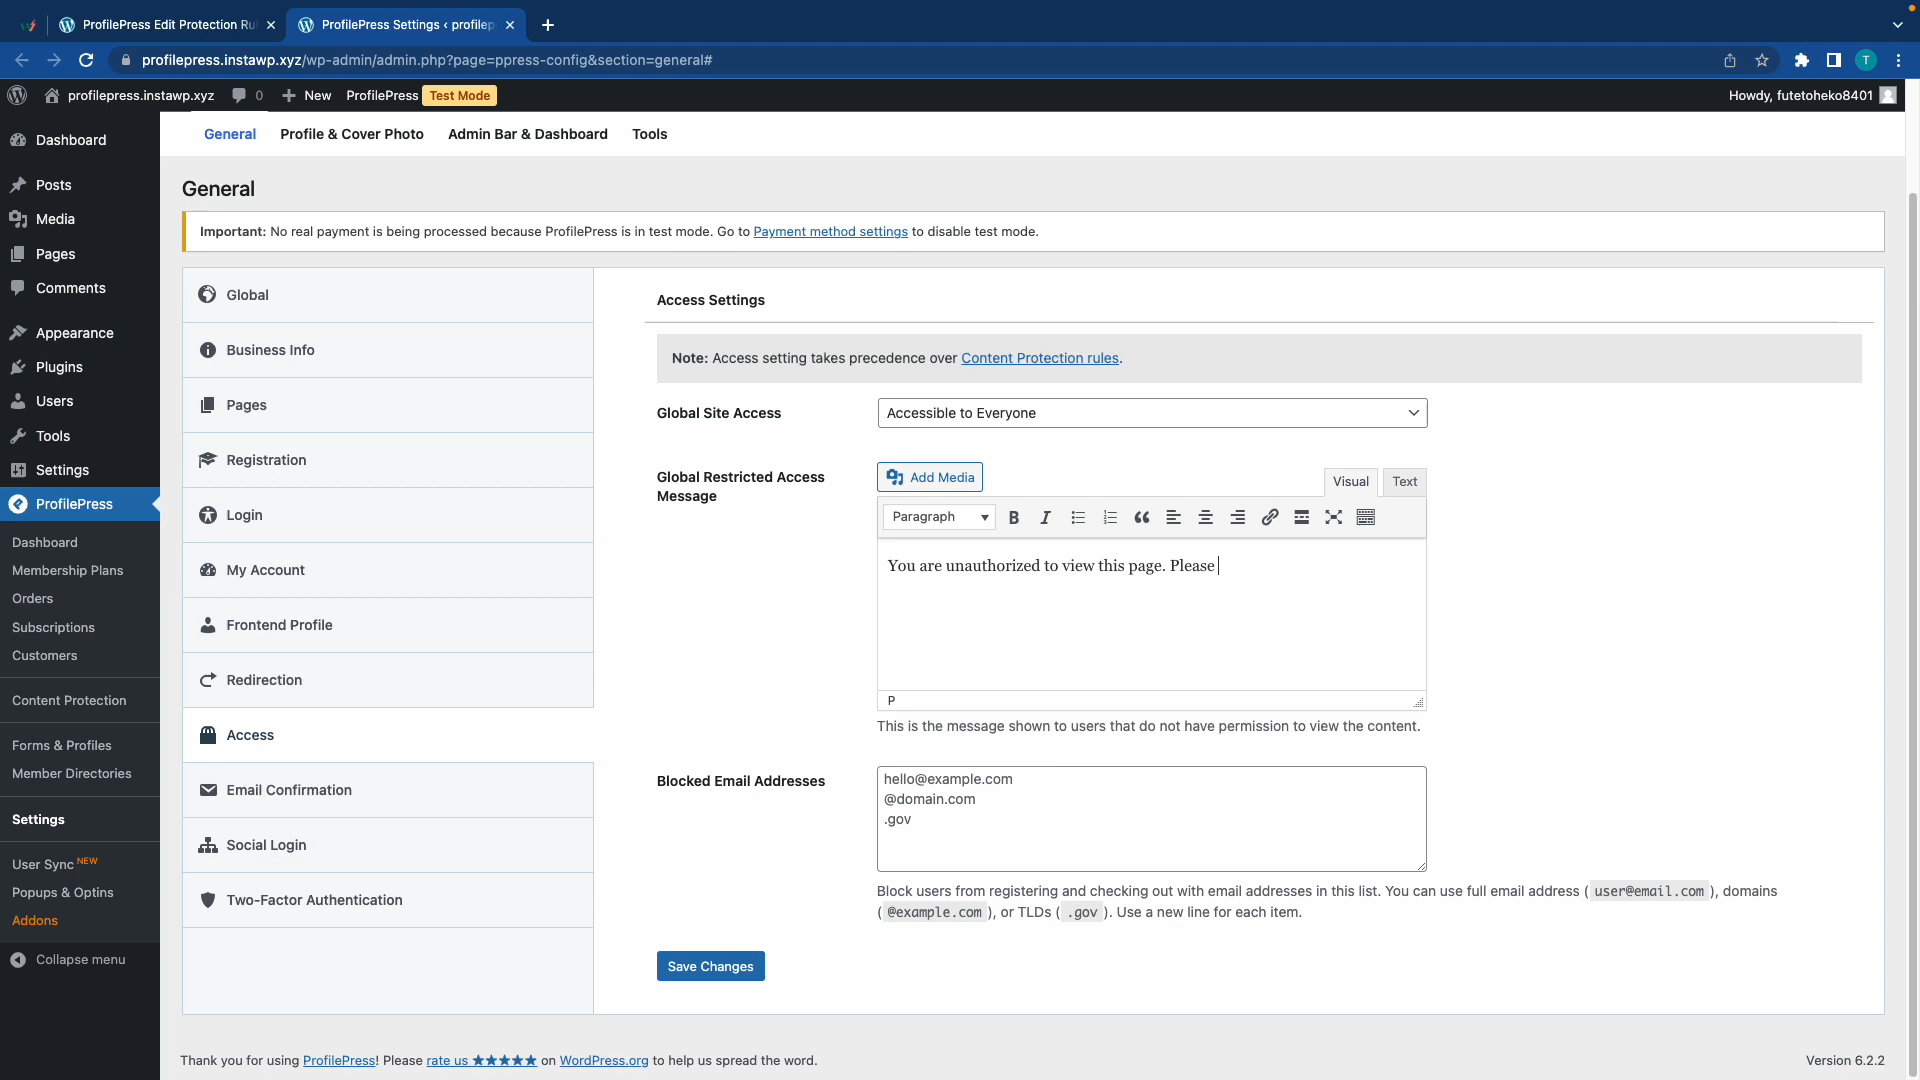 ProfilePress Edit Protection Ru
ProfilePress Settings ‹ profilep
profilepress.instawp.xyz/wp-admin/admin.php?page=ppress-config&section=general#
T
profilepress.instawp.xyz
0
New
ProfilePress
Test Mode
Howdy, futetoheko8401
Dashboard
Posts
Media
Pages
Comments
Appearance
Plugins
Users
Tools
Settings
ProfilePress
Dashboard
Membership Plans
Orders
Subscriptions
Customers
Content Protection
Forms & Profiles
Member Directories
Settings
User Sync NEW
Popups & Optins
Addons
Collapse menu
General
Profile & Cover Photo
Admin Bar & Dashboard
Tools
General
Important: No real payment is being processed because ProfilePress is in test mode. Go to Payment method settings to disable test mode.
Global
Business Info
Pages
Registration
Login
My Account
Frontend Profile
Redirection
Access
Email Confirmation
Social Login
Two-Factor Authentication
Access Settings
Note: Access setting takes precedence over Content Protection rules.
Global Site Access
Accessible to Everyone
Global Restricted Access
Message
Add Media
Visual
Text
Paragraph
You are unauthorized to view this page. Please
P
This is the message shown to users that do not have permission to view the content.
Blocked Email Addresses
hello@example.com
@domain.com
.gov
Block users from registering and checking out with email addresses in this list. You can use full email address ( user@email.com ), domains
( @example.com ), or TLDs ( .gov ). Use a new line for each item.
Save Changes
Thank you for using ProfilePress! Please rate us ★★★★★ on WordPress.org to help us spread the word.
Version 6.2.2